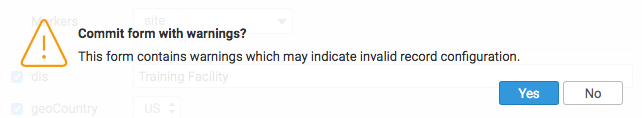 Markers site
Commit form with warnings?
This form contains warnings which may indicate invalid record configuration.
dis Training Facility
Yes No
geoCountry US